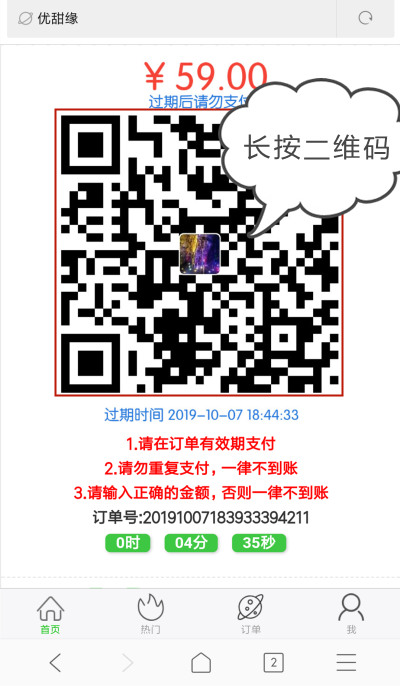 优甜缘
￥59.00
过期后请勿支付
长按二维码
过期时间 2019-10-07 18:44:33
1.请在订单有效期支付
2.请勿重复支付，一律不到账
3.请输入正确的金额，否则一律不到账
订单号:20191007183933394211
0时 04分 35秒
首页 热门 订单 我
2